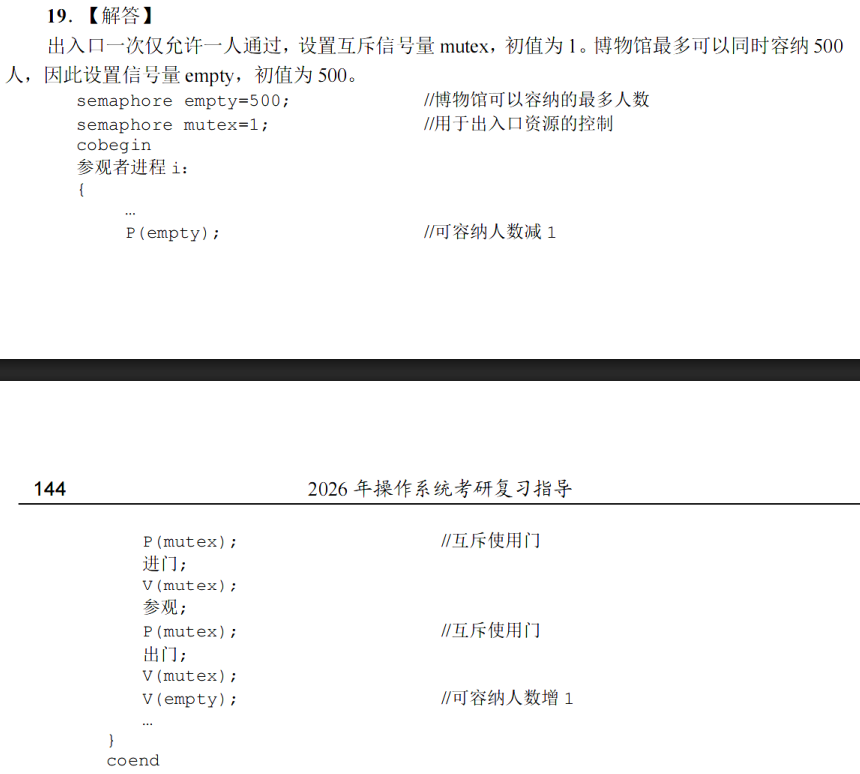 19．【解答】
出入口一次仅允许一人通过，设置互斥信号量 mutex，初值为 1。博物馆最多可以同时容纳 500
人，因此设置信号量 empty，初值为 500。
semaphore empty=500; //博物馆可以容纳的最多人数
semaphore mutex=1; //用于出入口资源的控制
cobegin
参观者进程 i：
{
…
P(empty); //可容纳人数减 1
144 2026 年操作系统考研复习指导
P(mutex); //互斥使用门
进门;
V(mutex);
参观;
P(mutex); //互斥使用门
出门;
V(mutex);
V(empty); //可容纳人数增 1
…
}
coend